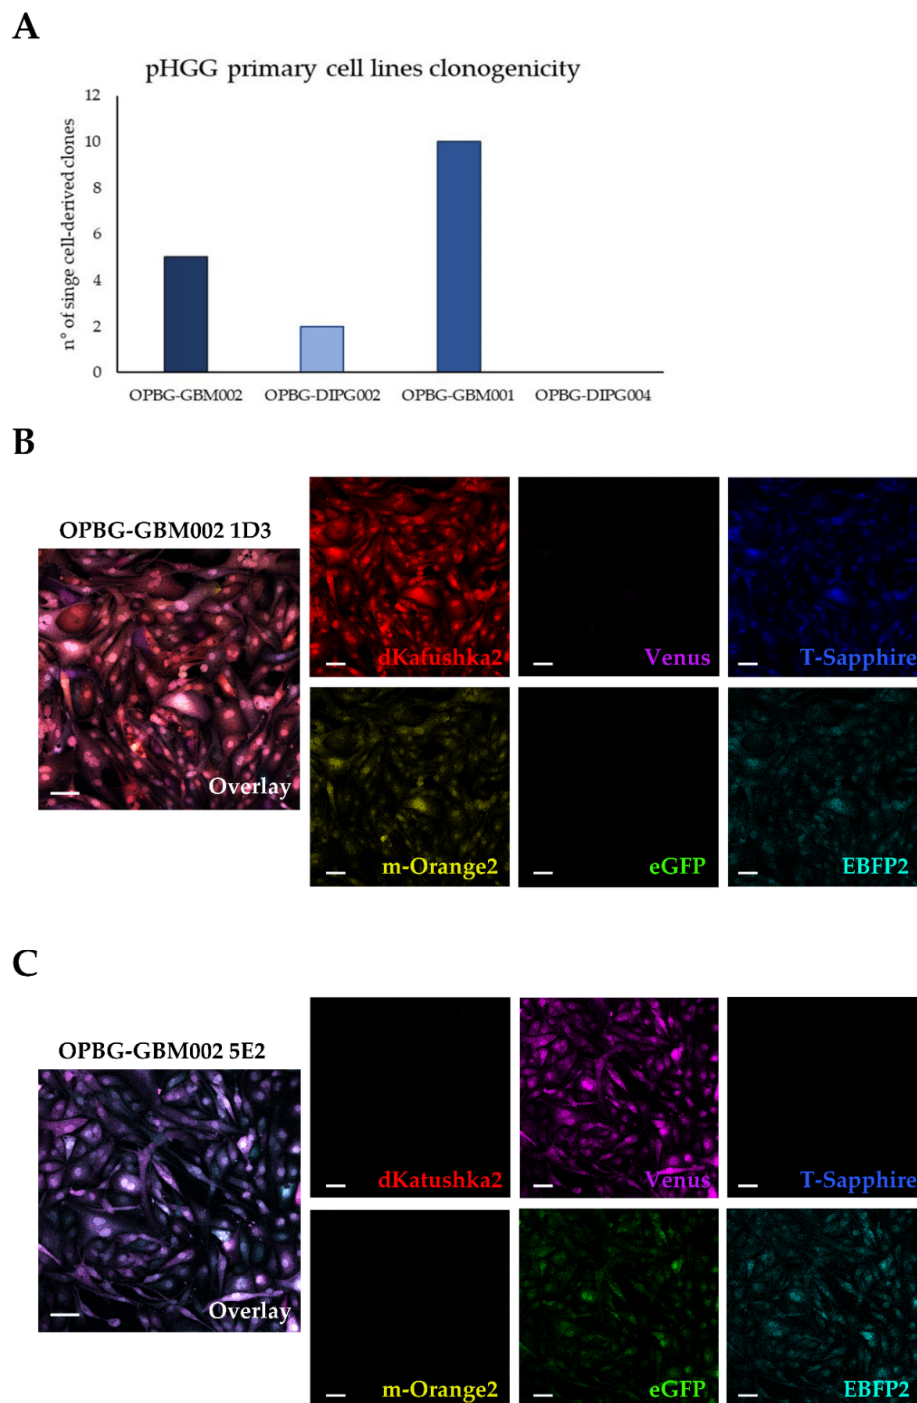 A
pHGG primary cell lines clonogenicity
n° of singe cell-derived clones
12
10
8
6
4
2
0
OPBG-GBM002 OPBG-DIPG002 OPBG-GBM001 OPBG-DIPG004
B
OPBG-GBM002 1D3
Overlay
dKatushka2
Venus
T-Sapphire
m-Orange2
eGFP
EBFP2
C
OPBG-GBM002 5E2
Overlay
dKatushka2
Venus
T-Sapphire
m-Orange2
eGFP
EBFP2